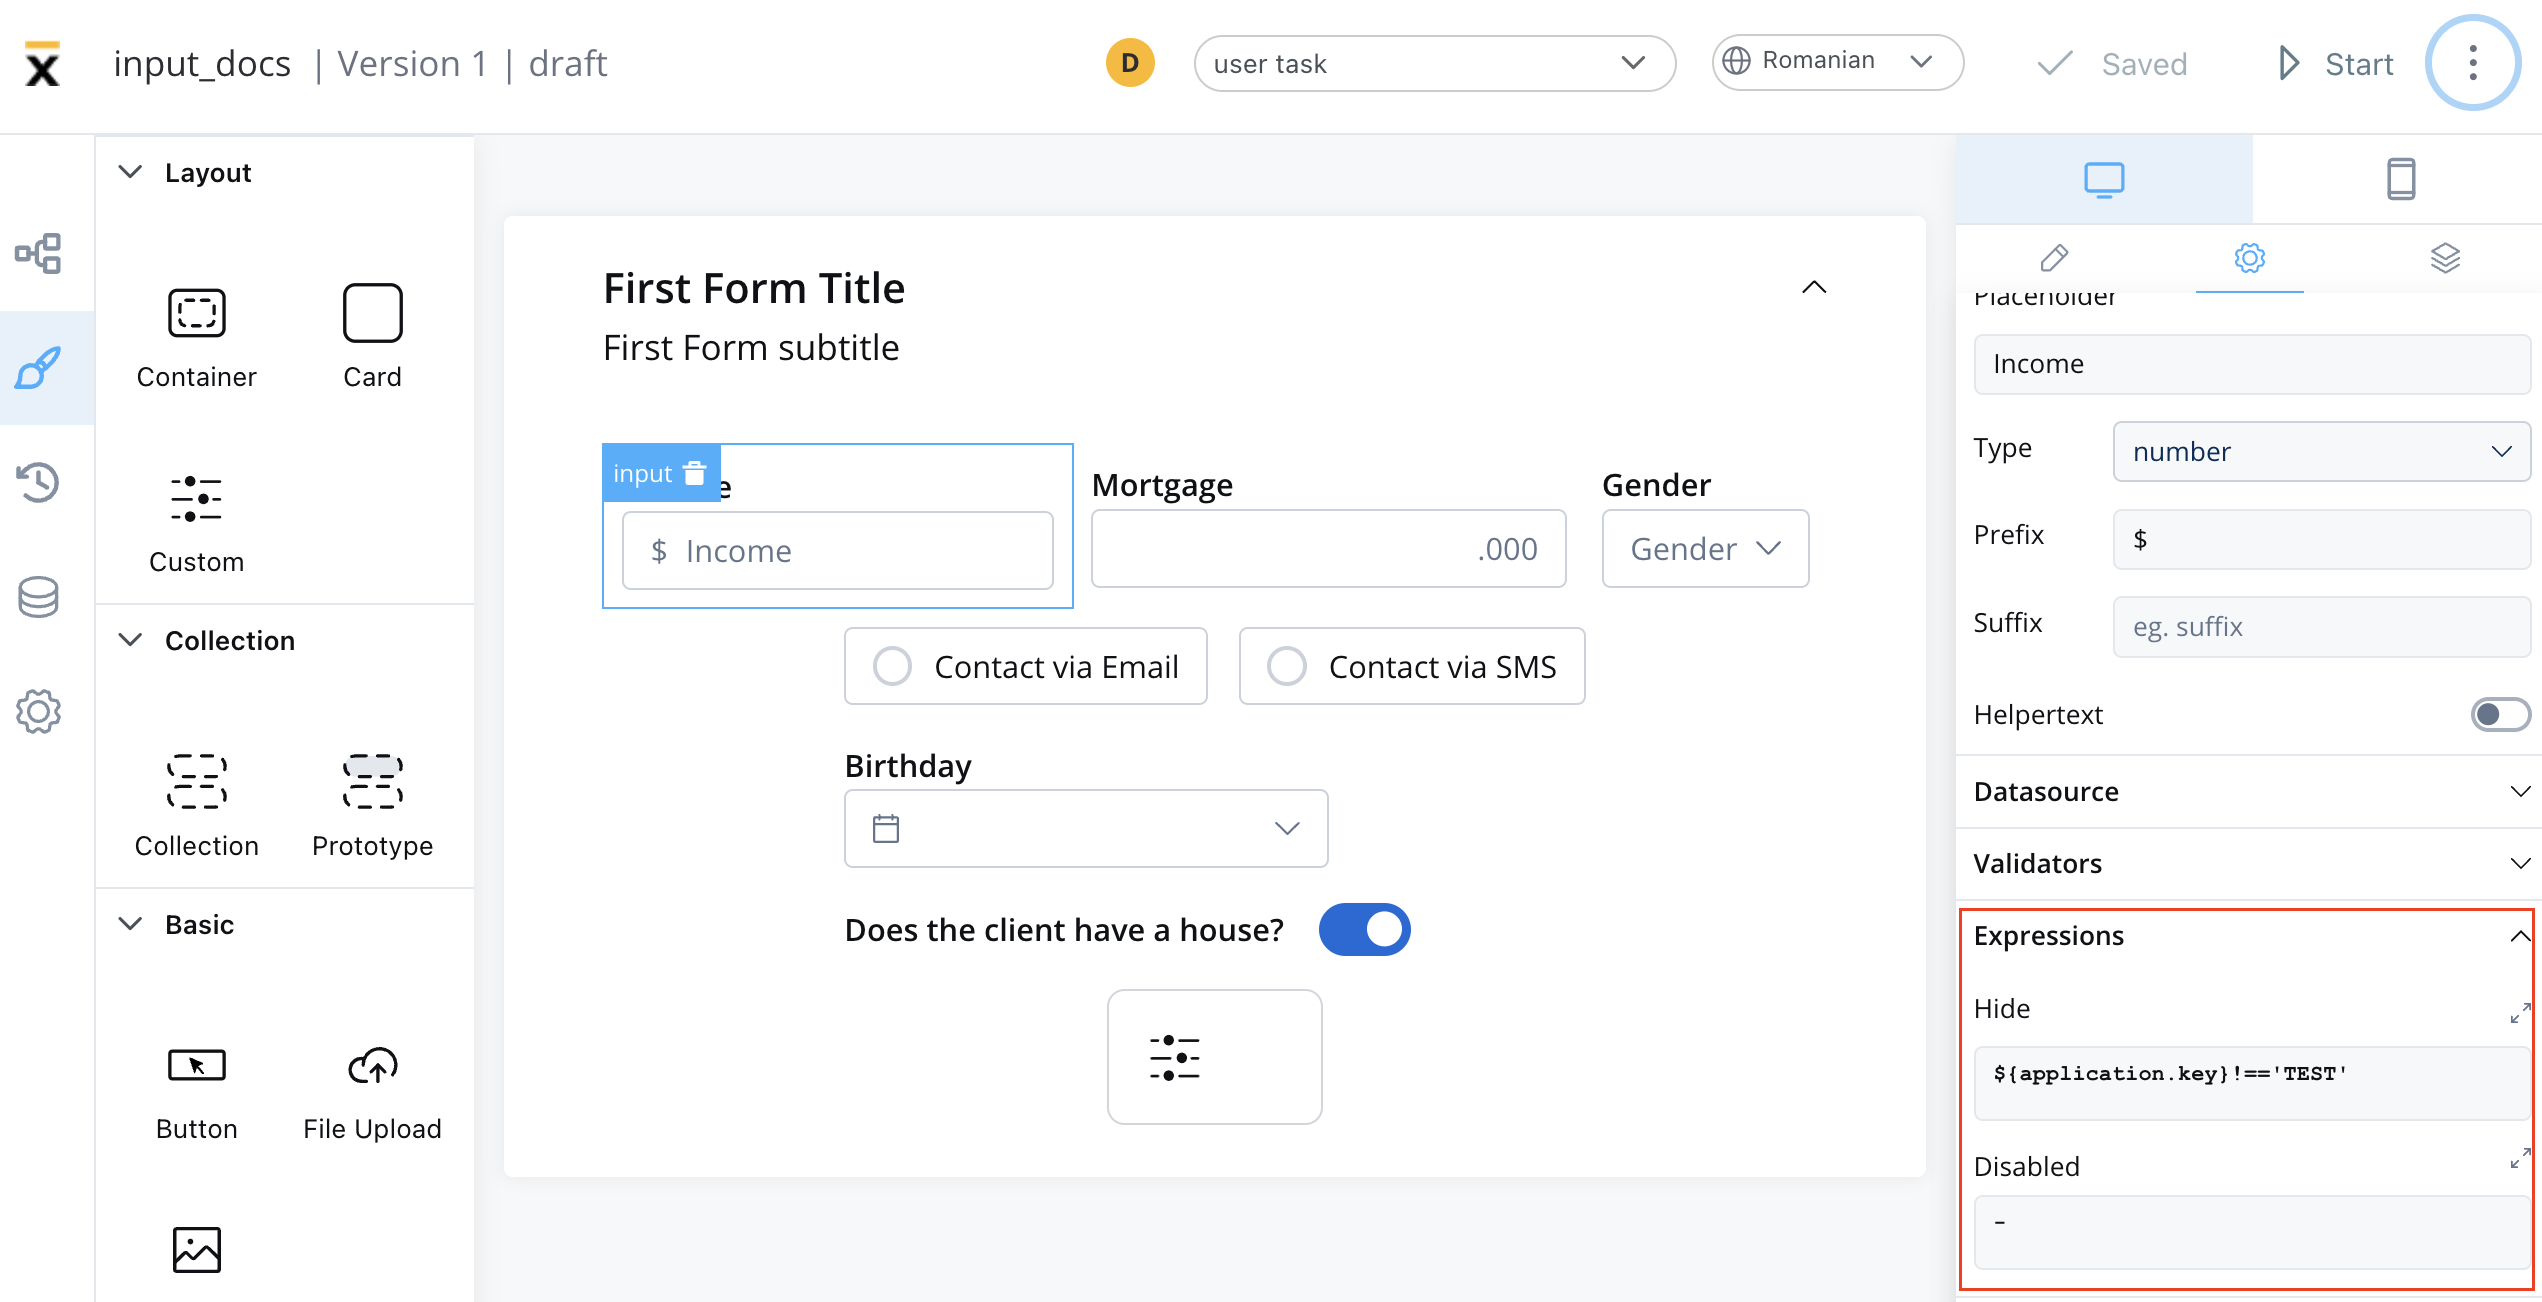 input_docs | Version 1 | draft
D
user task
Romanian
Saved
Start
Layout
Container
Card
Custom
Collection
Collection
Prototype
Basic
Button
File Upload
First Form Title
First Form subtitle
input
e
$ Income
Mortgage
.000
Gender
Gender
Contact via Email
Contact via SMS
Birthday
Does the client have a house?
Placeholder
Income
Type
number
Prefix
$
Suffix
eg. suffix
Helpertext
Datasource
Validators
Expressions
Hide
${application.key}!=='TEST'
Disabled
-